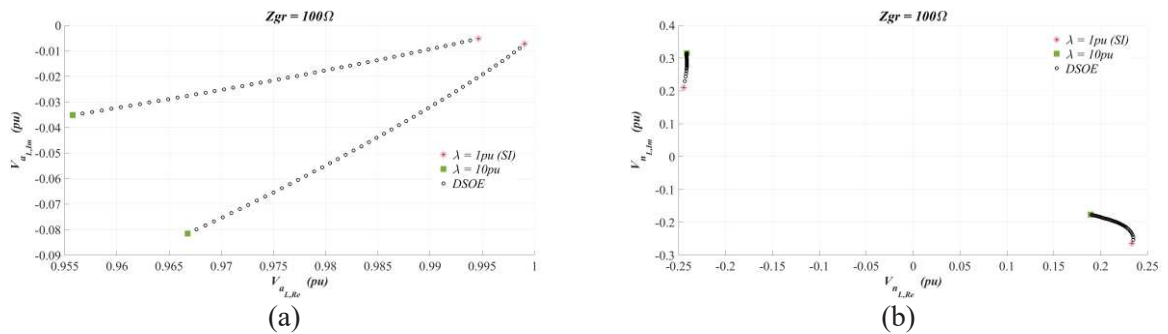 Zgr = 100Ω
0
-0.01
-0.02
-0.03
-0.04
-0.05
-0.06
-0.07
-0.08
-0.09
V_{a_{L,Im}} (pu)
λ = 1pu (SI)
λ = 10pu
DSOE
0.955 0.96 0.965 0.97 0.975 0.98 0.985 0.99 0.995 1
V_{a_{L,Re}} (pu)
(a)
Zgr = 100Ω
0.4
0.3
0.2
0.1
0
-0.1
-0.2
-0.3
V_{n_{L,Im}} (pu)
λ = 1pu (SI)
λ = 10pu
DSOE
-0.25 -0.2 -0.15 -0.1 -0.05 0 0.05 0.1 0.15 0.2 0.25
V_{n_{L,Re}} (pu)
(b)